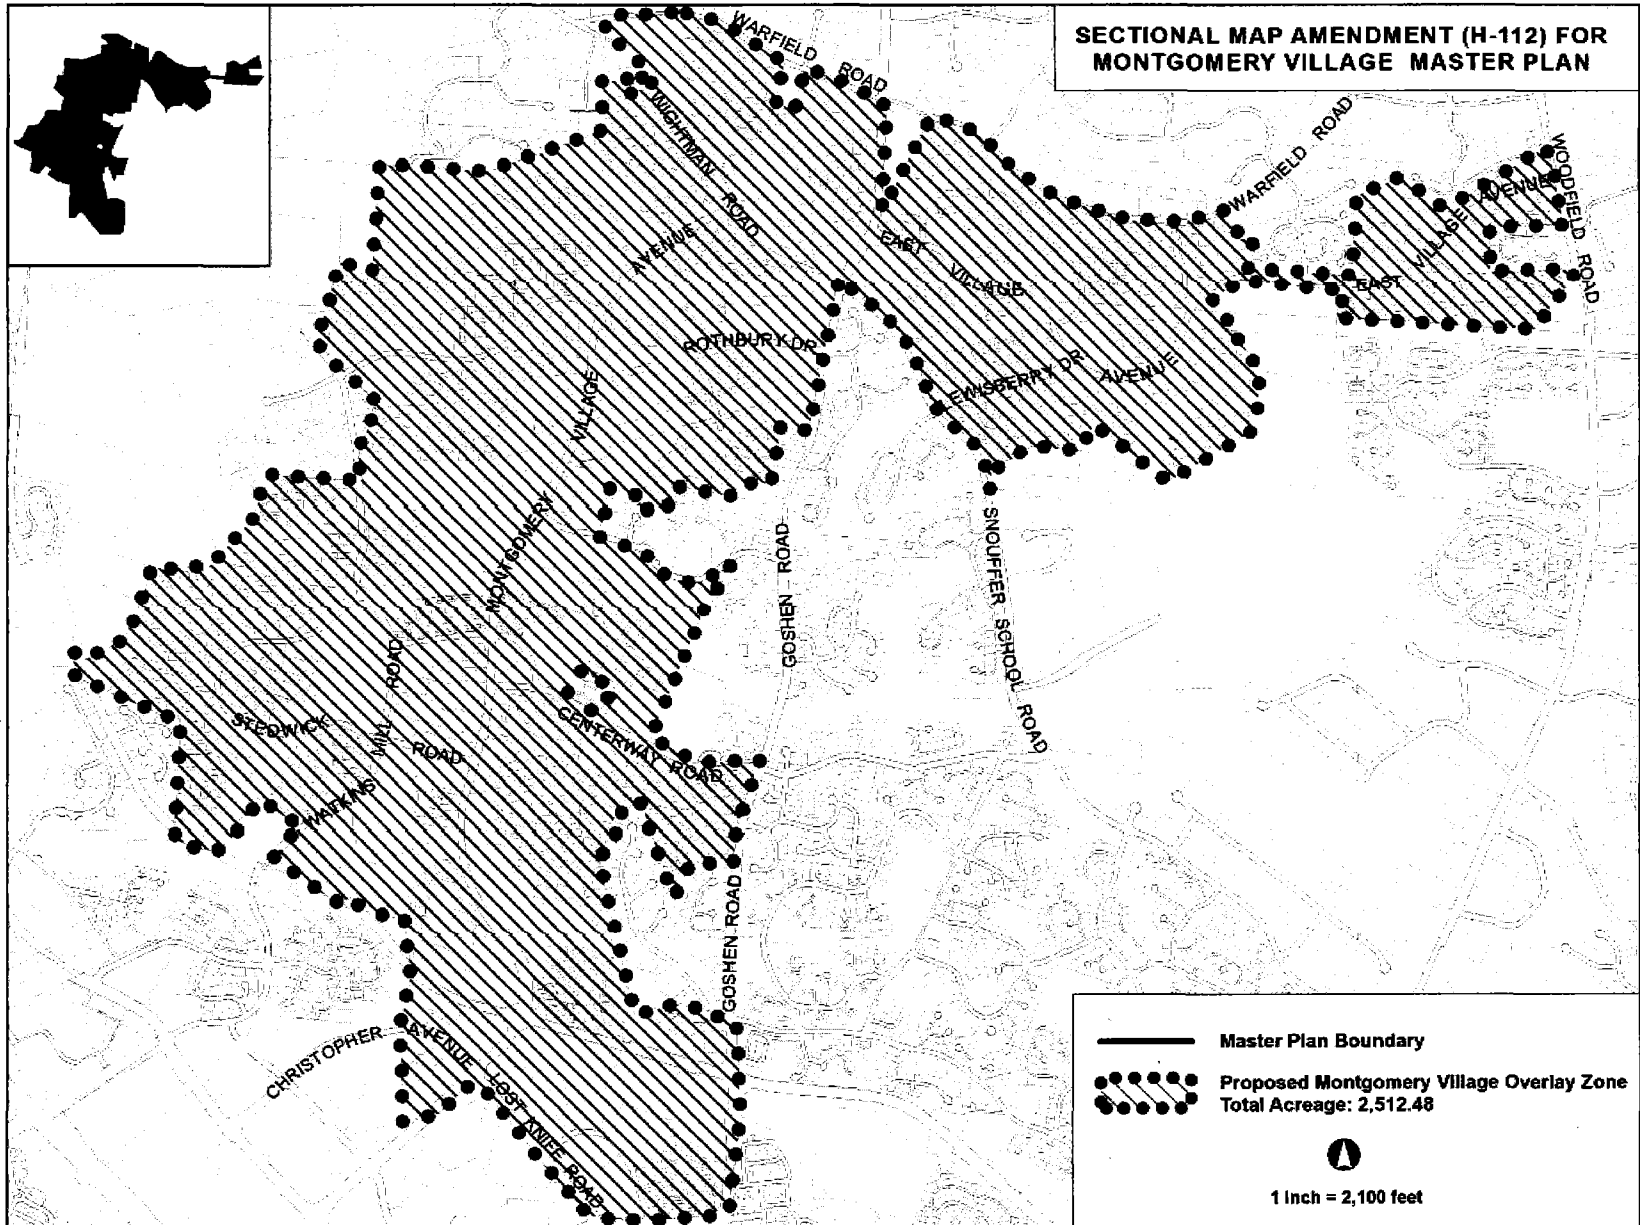 SECTIONAL MAP AMENDMENT (H-112) FOR
MONTGOMERY VILLAGE MASTER PLAN
WARFIELD ROAD
WIGHTMAN ROAD
WARFIELD ROAD
WOODFIELD ROAD
EAST VILLAGE AVENUE
EAST VILLAGE AVENUE
ROTHBURY DR
LEWISBERRY DR
MONTGOMERY VILLAGE AVENUE
GOSHEN ROAD
SNOUFFER SCHOOL ROAD
STEDWICK ROAD
WATKINS MILL ROAD
CENTERWAY ROAD
GOSHEN ROAD
CHRISTOPHER AVENUE
LOST KNIFE ROAD
Master Plan Boundary
Proposed Montgomery Village Overlay Zone
Total Acreage: 2,512.48
1 inch = 2,100 feet